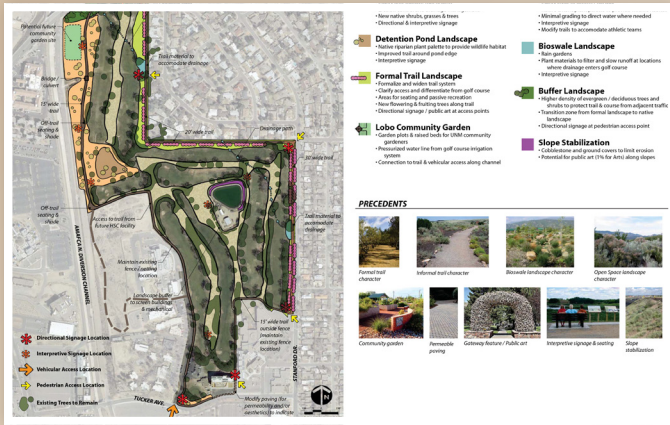 Potential future
community
garden site
Bridge /
culvert
15' wide
trail
Off-trail
seating &
shade
Off-trail
seating &
shade
AMAFCA N. DIVERSION CHANNEL
Trail material to
accomodate drainage
20' wide trail
Drainage path
30' wide trail
Trail material to
accomodate
drainage
Access to trail from
future HSC facility
Maintain existing
fence / netting
location
Landscape buffer
to screen buildings
& mechanical
15' wide trail
outside fence
(maintain
existing fence
location)
STANFORD DR.
TUCKER AVE.
Modify paving (for
permeability and/or
aesthetics) to indicate
Directional Signage Location
Interpretive Signage Location
Vehicular Access Location
Pedestrian Access Location
Existing Trees to Remain
N
• New native shrubs, grasses & trees
• Directional & Interpretive signage
Detention Pond Landscape
• Native riparian plant palette to provide wildlife habitat
• Improved trail around pond edge
• Interpretive signage
Formal Trail Landscape
• Formalize and widen trail system
• Clarify access and differentiate from golf course
• Areas for seating and passive recreation
• New flowering & fruiting trees along trail
• Directional signage / public art at access points
Lobo Community Garden
• Garden plots & raised beds for UNM community
gardeners
• Pressurized water line from golf course irrigation
system
• Connection to trail & vehicular access along channel
• Minimal grading to direct water where needed
• Interpretive signage
• Modify trails to accomodate athletic teams
Bioswale Landscape
• Rain gardens
• Plant materials to filter and slow runoff at locations
where drainage enters golf course
• Interpretive signage
Buffer Landscape
• Higher density of evergreen / deciduous trees and
shrubs to protect trail & course from adjacent traffic
• Transition zone from formal landscape to native
landscape
• Directional signage at pedestrian access point
Slope Stabilization
• Cobblestone and ground covers to limit erosion
• Potential for public art (1% for Arts) along slopes
PRECEDENTS
Formal trail
character
Informal trail character
Bioswale landscape character
Open Space landscape
character
Community garden
Permeable
paving
Gateway feature / Public art
Interpretive signage & seating
Slope
stabilization